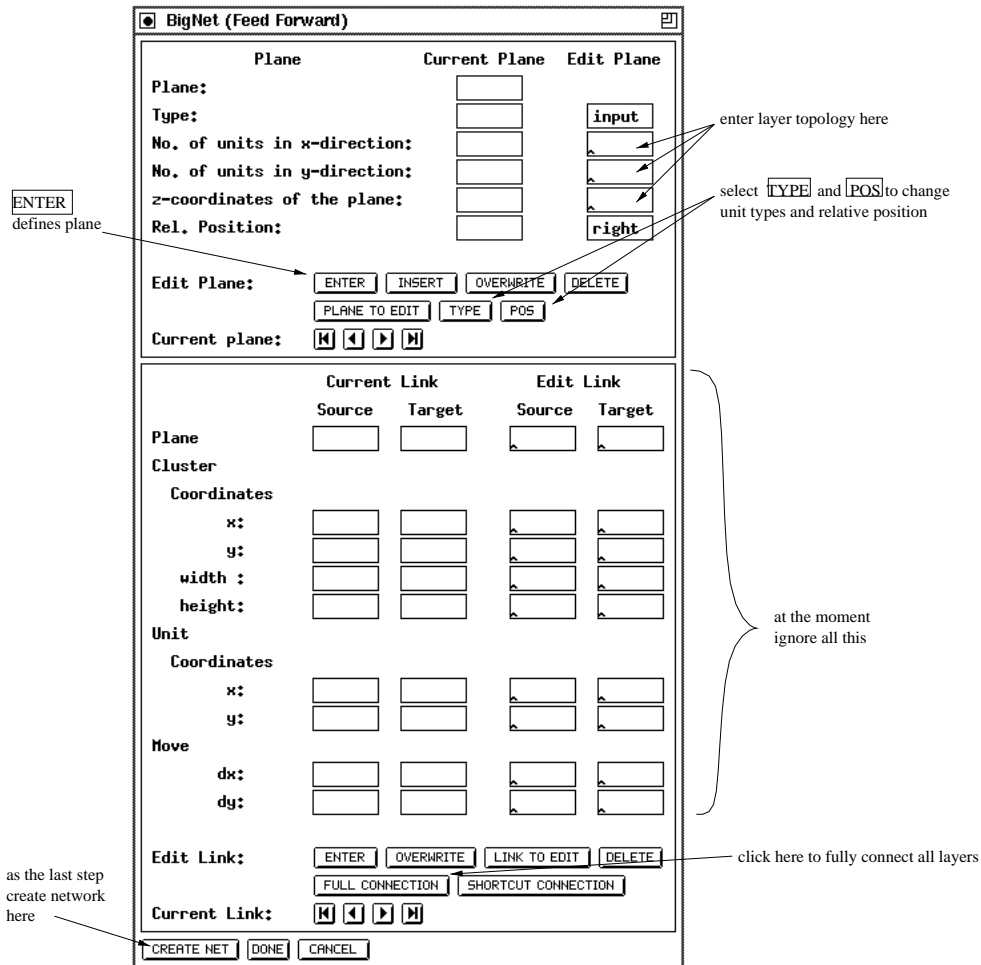 BigNet (Feed Forward)
Plane Current Plane Edit Plane
Plane:
Type: input
No. of units in x-direction:
No. of units in y-direction:
z-coordinates of the plane:
Rel. Position: right
Edit Plane: ENTER INSERT OVERWRITE DELETE
PLANE TO EDIT TYPE POS
Current plane:
enter layer topology here
select TYPE and POS to change
unit types and relative position
ENTER
defines plane
Current Link Edit Link
Source Target Source Target
Plane
Cluster
Coordinates
x:
y:
width :
height:
Unit
Coordinates
x:
y:
Move
dx:
dy:
at the moment
ignore all this
Edit Link: ENTER OVERWRITE LINK TO EDIT DELETE
FULL CONNECTION SHORTCUT CONNECTION
Current Link:
click here to fully connect all layers
as the last step
create network
here
CREATE NET DONE CANCEL